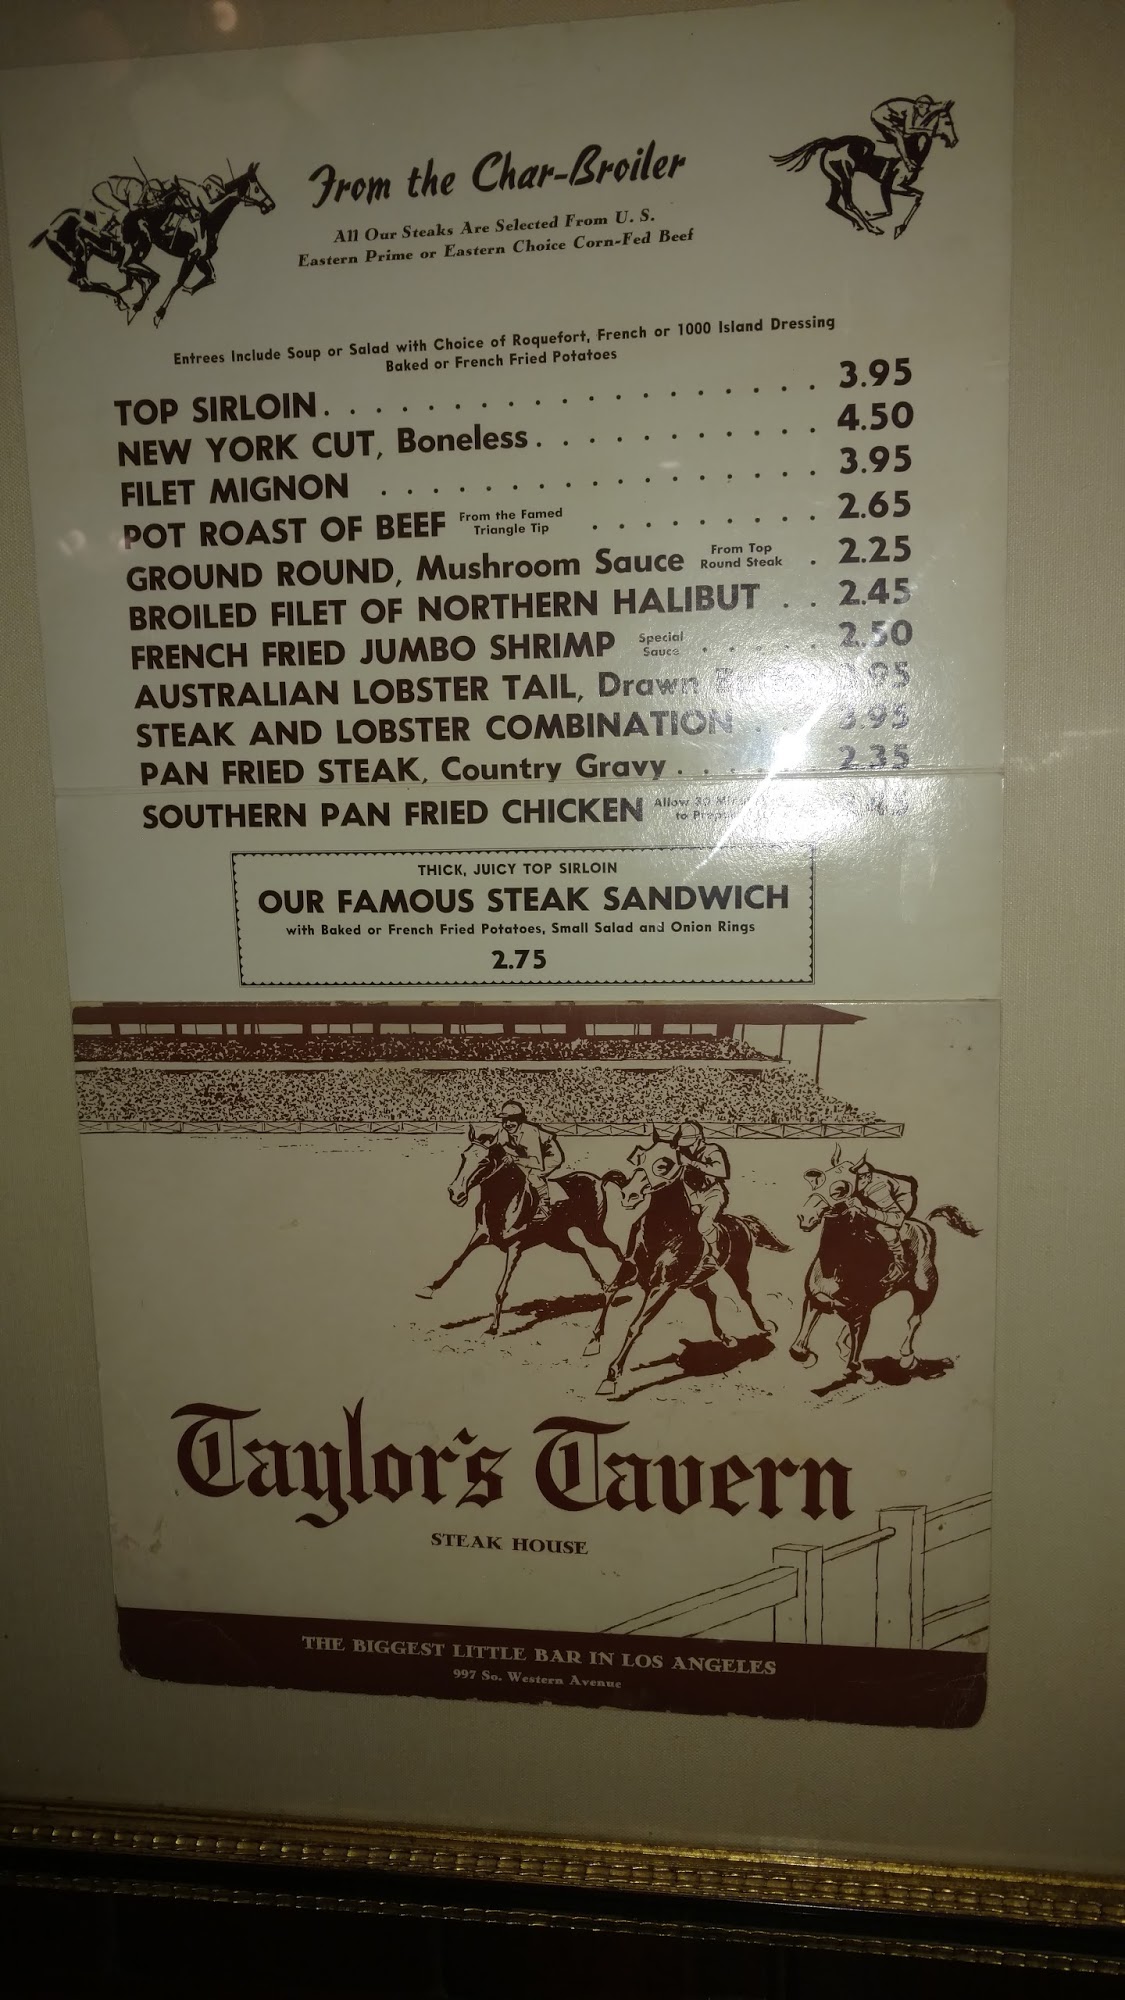 From the Char-Broiler
All Our Steaks Are Selected From U. S.
Eastern Prime or Eastern Choice Corn-Fed Beef
Entrees Include Soup or Salad with Choice of Roquefort, French or 1000 Island Dressing
Baked or French Fried Potatoes
TOP SIRLOIN. . . . . . . . . . . . . . . . . . . 3.95
NEW YORK CUT, Boneless. . . . . . . . . . . 4.50
FILET MIGNON . . . . . . . . . . . . . . . . . 3.95
POT ROAST OF BEEF From the Famed Triangle Tip . . . . . . . . . 2.65
GROUND ROUND, Mushroom Sauce From Top Round Steak . 2.25
BROILED FILET OF NORTHERN HALIBUT . . 2.45
FRENCH FRIED JUMBO SHRIMP Special Sauce . . . . . 2.50
AUSTRALIAN LOBSTER TAIL, Drawn
STEAK AND LOBSTER COMBINATION . . 3.95
PAN FRIED STEAK, Country Gravy . . . . . . 2.35
SOUTHERN PAN FRIED CHICKEN Allow 30 to
THICK, JUICY TOP SIRLOIN
OUR FAMOUS STEAK SANDWICH
with Baked or French Fried Potatoes, Small Salad and Onion Rings
2.75
Taylor's Tavern
STEAK HOUSE
THE BIGGEST LITTLE BAR IN LOS ANGELES
997 So. Western Avenue